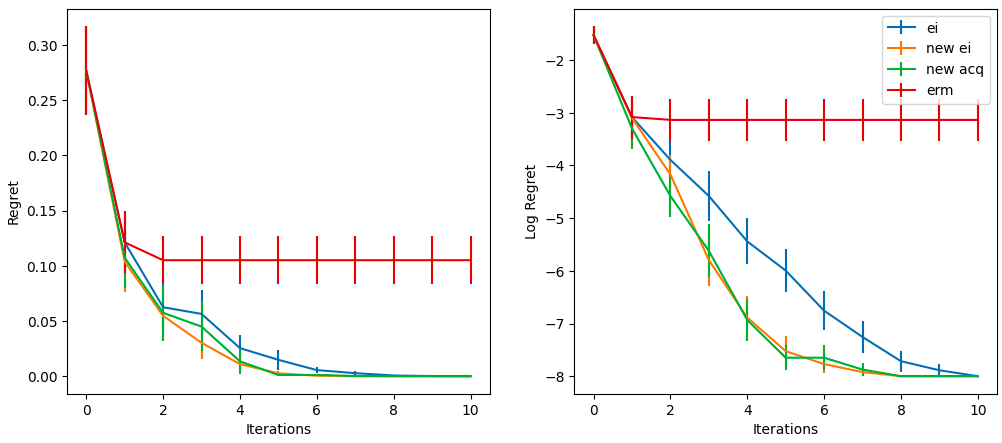 Regret
0.30
0.25
0.20
0.15
0.10
0.05
0.00
0 2 4 6 8 10
Iterations
Log Regret
−2
−3
−4
−5
−6
−7
−8
0 2 4 6 8 10
Iterations
ei
new ei
new acq
erm